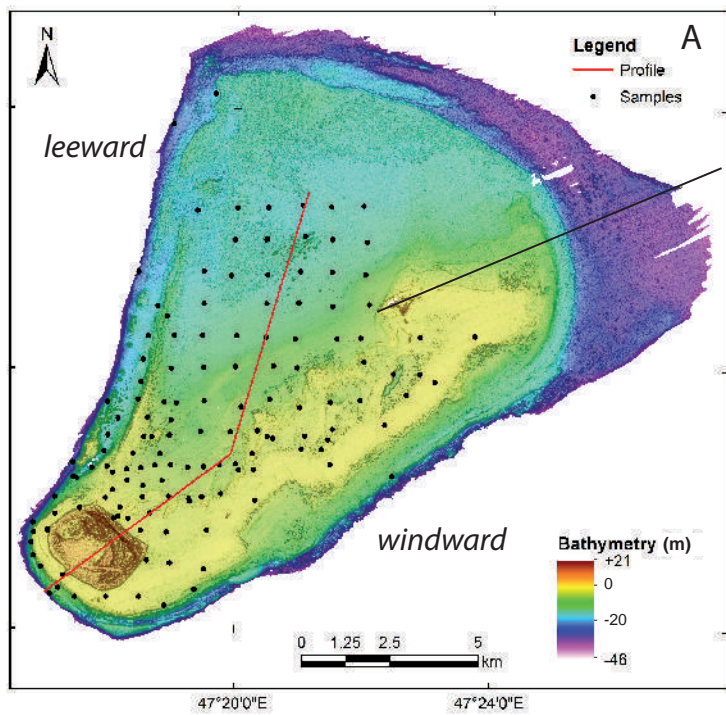 A
N
Legend
Profile
Samples
leeward
windward
Bathymetry (m)
+21
0
-20
-46
0 1.25 2.5 5
km
47°20'0"E 47°24'0"E